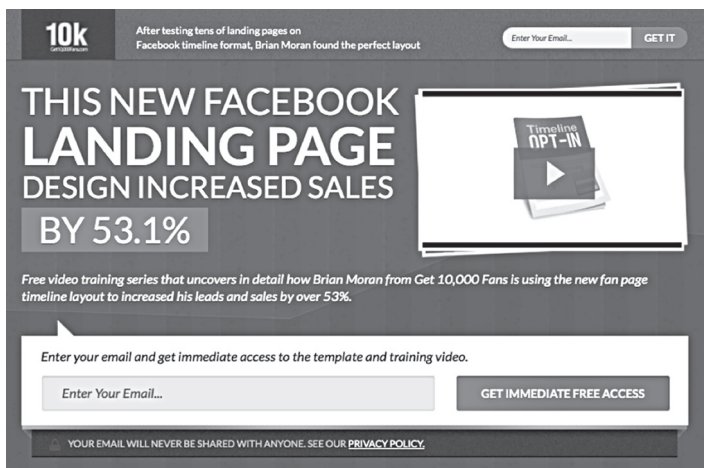 10k
Get10,000Fans.com
After testing tens of landing pages on
Facebook timeline format, Brian Moran found the perfect layout
Enter Your Email...
GET IT
THIS NEW FACEBOOK
LANDING PAGE
DESIGN INCREASED SALES
BY 53.1%
Timeline
OPT-IN
Free video training series that uncovers in detail how Brian Moran from Get 10,000 Fans is using the new fan page
timeline layout to increased his leads and sales by over 53%.
Enter your email and get immediate access to the template and training video.
Enter Your Email...
GET IMMEDIATE FREE ACCESS
YOUR EMAIL WILL NEVER BE SHARED WITH ANYONE. SEE OUR PRIVACY POLICY.